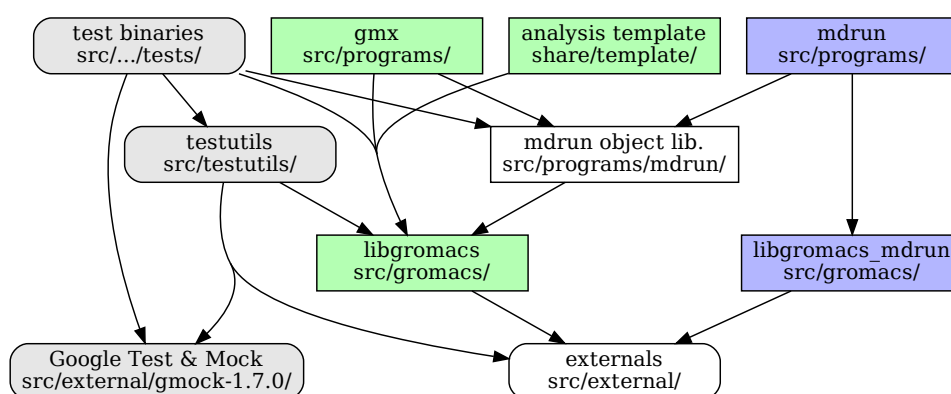 test binaries
src/.../tests/
gmx
src/programs/
analysis template
share/template/
mdrun
src/programs/
testutils
src/testutils/
mdrun object lib.
src/programs/mdrun/
libgromacs
src/gromacs/
libgromacs_mdrun
src/gromacs/
Google Test & Mock
src/external/gmock-1.7.0/
externals
src/external/